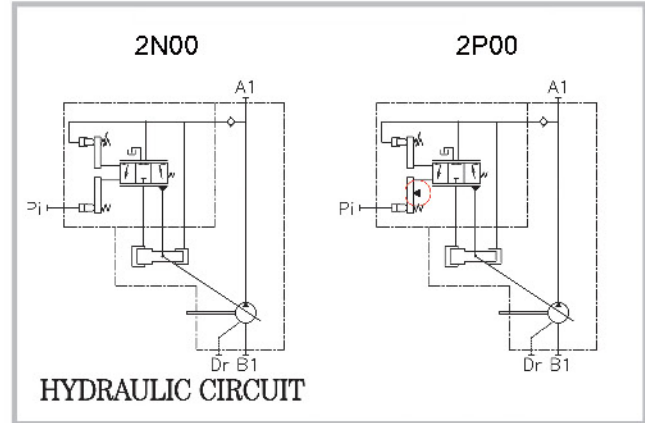 2N00 2P00
A1 A1
Pi Pi
Dr B1 Dr B1
HYDRAULIC CIRCUIT